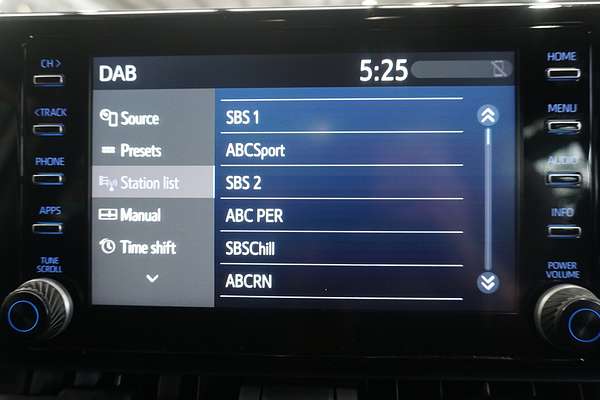 CH >
<TRACK
PHONE
APPS
TUNE
SCROLL
DAB
5:25
Source
Presets
Station list
Manual
Time shift
SBS 1
ABCSport
SBS 2
ABC PER
SBSChill
ABCRN
HOME
MENU
AUDIO
INFO
POWER
VOLUME